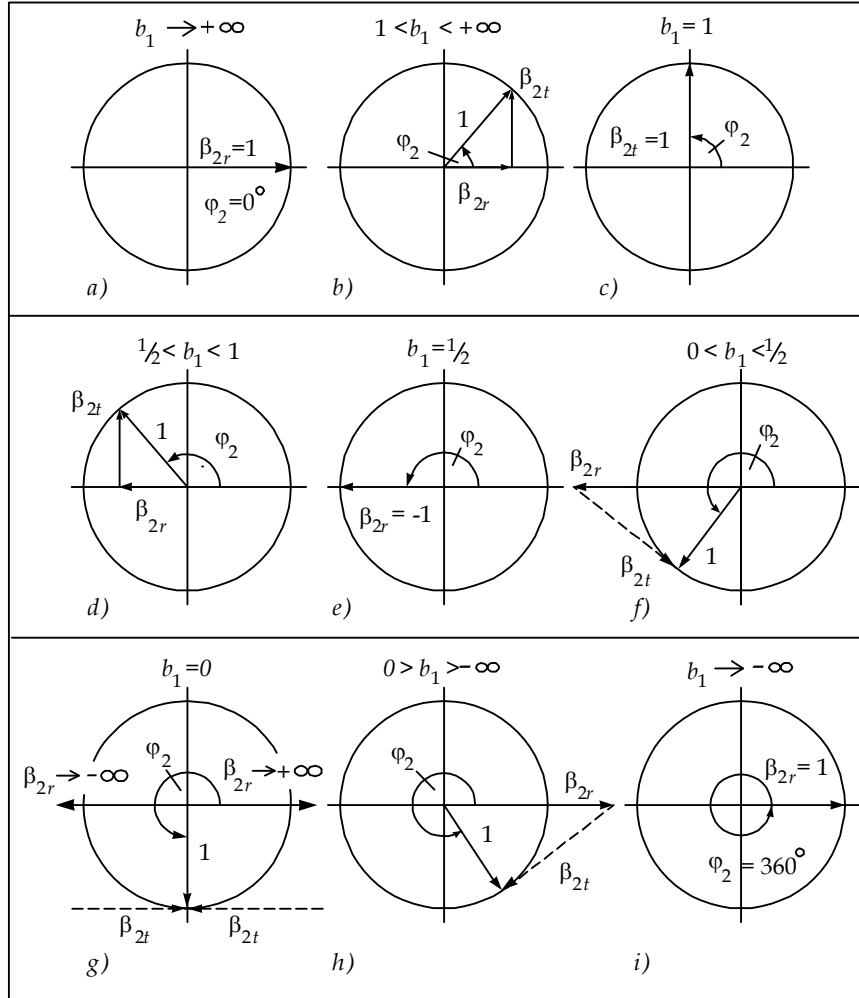 b₁ → + ∞
1 < b₁ < + ∞
b₁ = 1
β₂ᵣ = 1
φ₂ = 0°
a)
β₂ₜ
1
φ₂
β₂ᵣ
b)
β₂ₜ = 1
φ₂
c)
½ < b₁ < 1
b₁ = ½
0 < b₁ < ½
β₂ₜ
1
φ₂
β₂ᵣ
d)
φ₂
β₂ᵣ = -1
e)
φ₂
β₂ᵣ
1
β₂ₜ
f)
b₁ = 0
0 > b₁ > − ∞
b₁ → − ∞
φ₂
β₂ᵣ → − ∞
β₂ᵣ → + ∞
1
β₂ₜ
β₂ₜ
g)
φ₂
β₂ᵣ
1
β₂ₜ
h)
β₂ᵣ = 1
φ₂ = 360°
i)